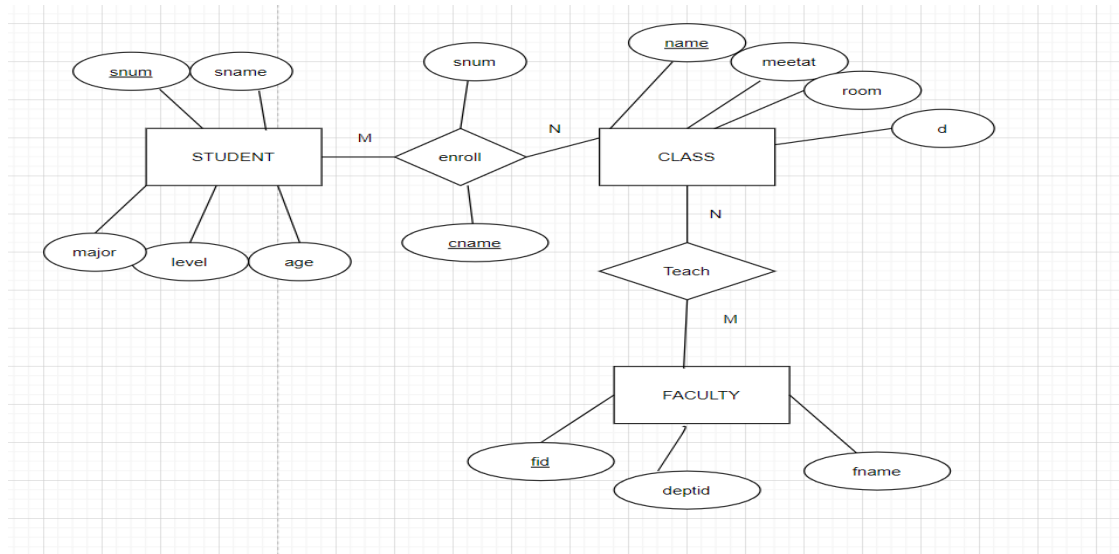 name
snum
meetat
snum
sname
room
d
M
N
STUDENT
enroll
CLASS
N
cname
major
level
age
Teach
M
FACULTY
fid
fname
deptid